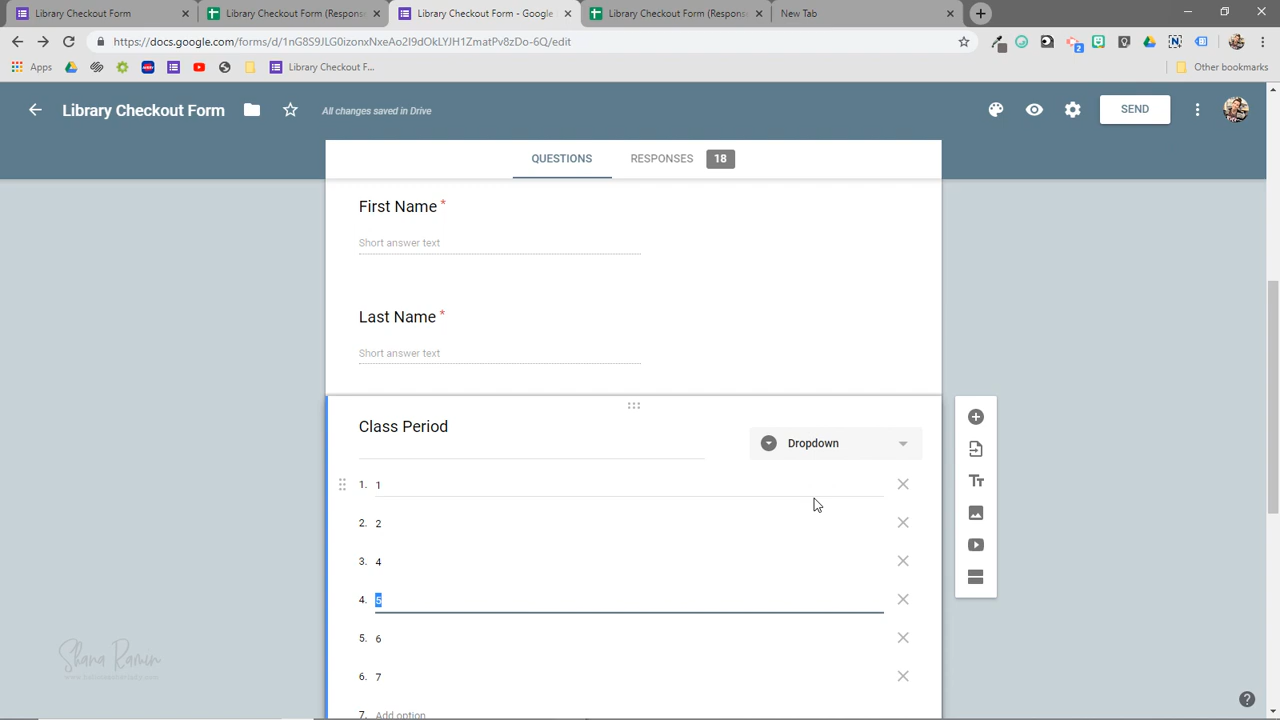 Library Checkout Form
Library Checkout Form (Respons
Library Checkout Form - Google
Library Checkout Form (Respons
New Tab
https://docs.google.com/forms/d/1nG8S9JLG0izonxNxeAo2I9dOkLYJH1ZmatPv8zDo-6Q/edit
2
Apps
Library Checkout F...
Other bookmarks
Library Checkout Form
All changes saved in Drive
SEND
QUESTIONS
RESPONSES
18
First Name *
Short answer text
Last Name *
Short answer text
Class Period
Dropdown
1. 1
2. 2
3. 4
4. 5
5. 6
6. 7
7. Add option
Shana Ramin